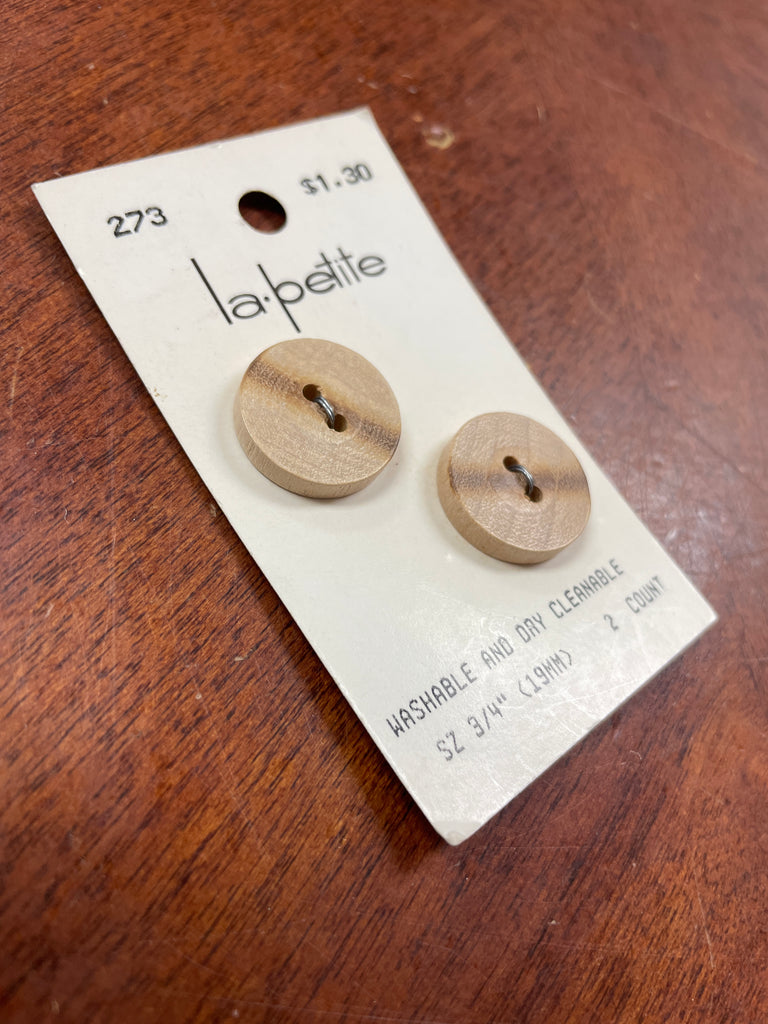 273 $1.30
la·petite
WASHABLE AND DRY CLEANABLE
SZ 3/4" (19MM) 2 COUNT